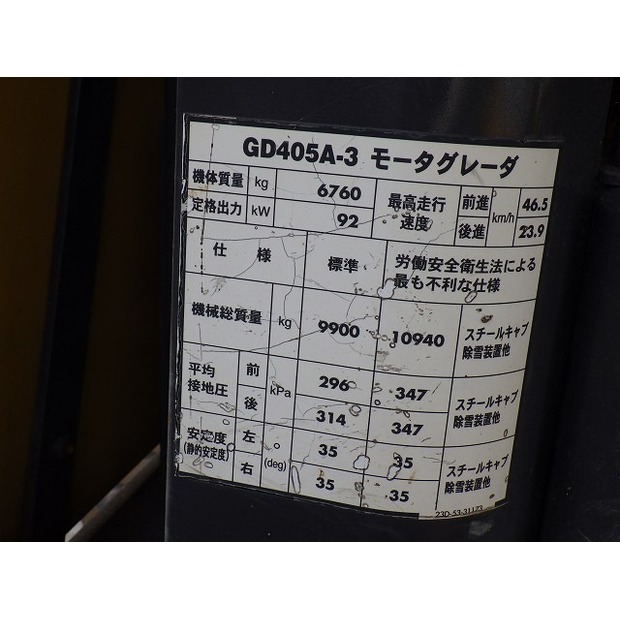 GD405A-3 モータグレーダ
機体質量 kg 6760 最高走行速度 前進 km/h 46.5
定格出力 kW 92 後進 23.9
仕様 標準 労働安全衛生法による最も不利な仕様
機械総質量 kg 9900 10940 スチールキャブ除雪装置他
平均接地圧 前 kPa 296 347 スチールキャブ除雪装置他
後 314 347
安定度(静的安定度) 左 (deg) 35 35 スチールキャブ除雪装置他
右 35 35
23D-53-31173